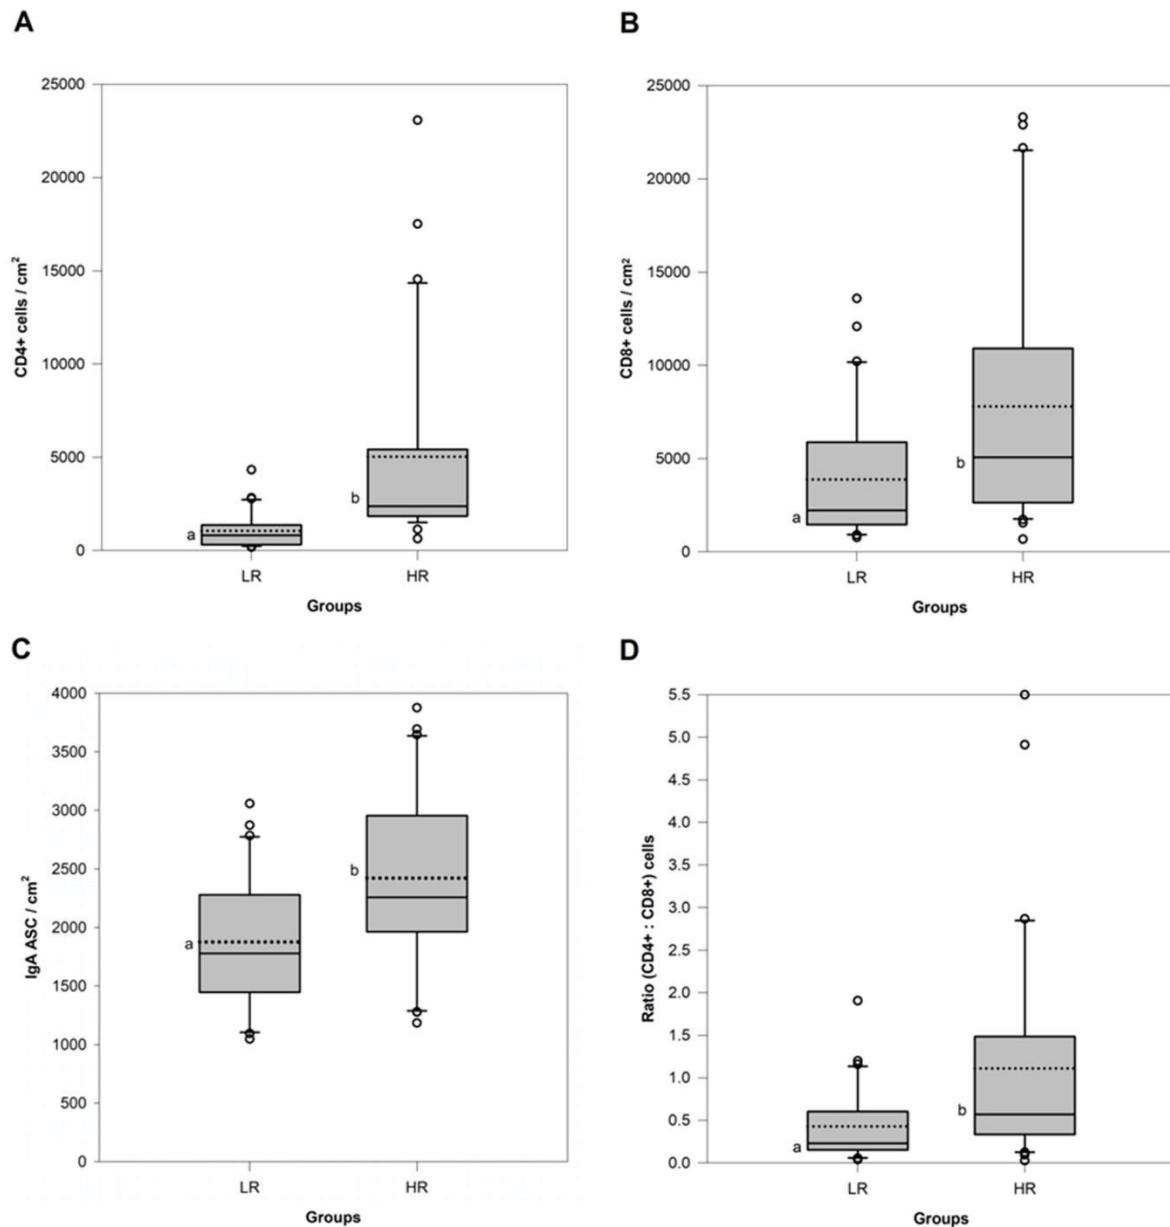 A
25000
20000
15000
10000
5000
0
CD4+ cells / cm²
a
b
LR HR
Groups
B
25000
20000
15000
10000
5000
0
CD8+ cells / cm²
a
b
LR HR
Groups
C
4000
3500
3000
2500
2000
1500
1000
500
0
IgA ASC / cm²
a
b
LR HR
Groups
D
5.5
5.0
4.5
4.0
3.5
3.0
2.5
2.0
1.5
1.0
0.5
0.0
Ratio (CD4+ : CD8+) cells
a
b
LR HR
Groups